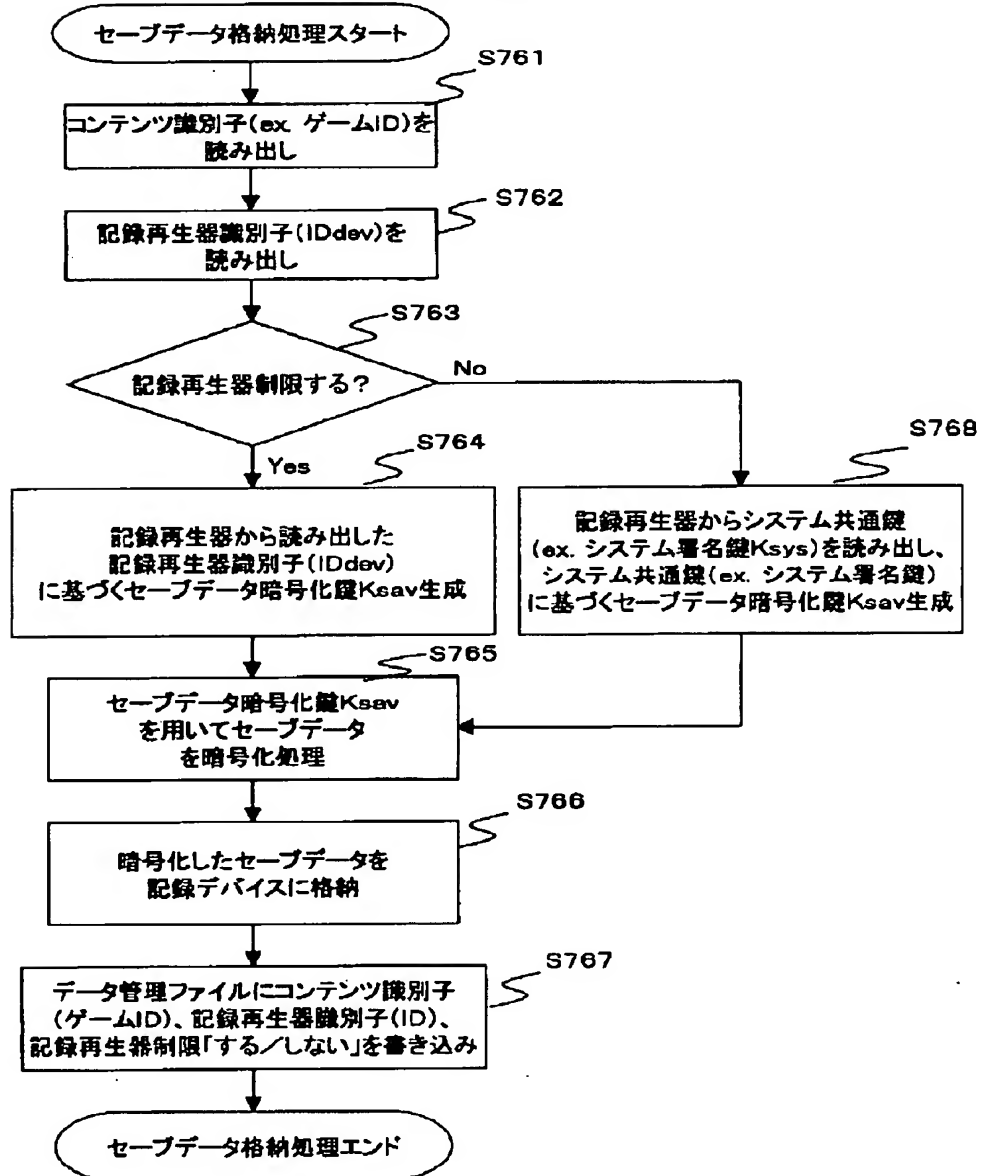 セーブデータ格納処理スタート
S761
コンテンツ識別子(ex. ゲームID)を
読み出し
S762
記録再生器識別子(IDdev)を
読み出し
S763
記録再生器制限する?
No
Yes
S764
記録再生器から読み出した
記録再生器識別子(IDdev)
に基づくセーブデータ暗号化鍵Ksav生成
S768
記録再生器からシステム共通鍵
(ex. システム署名鍵Ksys)を読み出し、
システム共通鍵(ex. システム署名鍵)
に基づくセーブデータ暗号化鍵Ksav生成
S765
セーブデータ暗号化鍵Ksav
を用いてセーブデータ
を暗号化処理
S766
暗号化したセーブデータを
記録デバイスに格納
S767
データ管理ファイルにコンテンツ識別子
(ゲームID)、記録再生器識別子(ID)、
記録再生器制限「する/しない」を書き込み
セーブデータ格納処理エンド